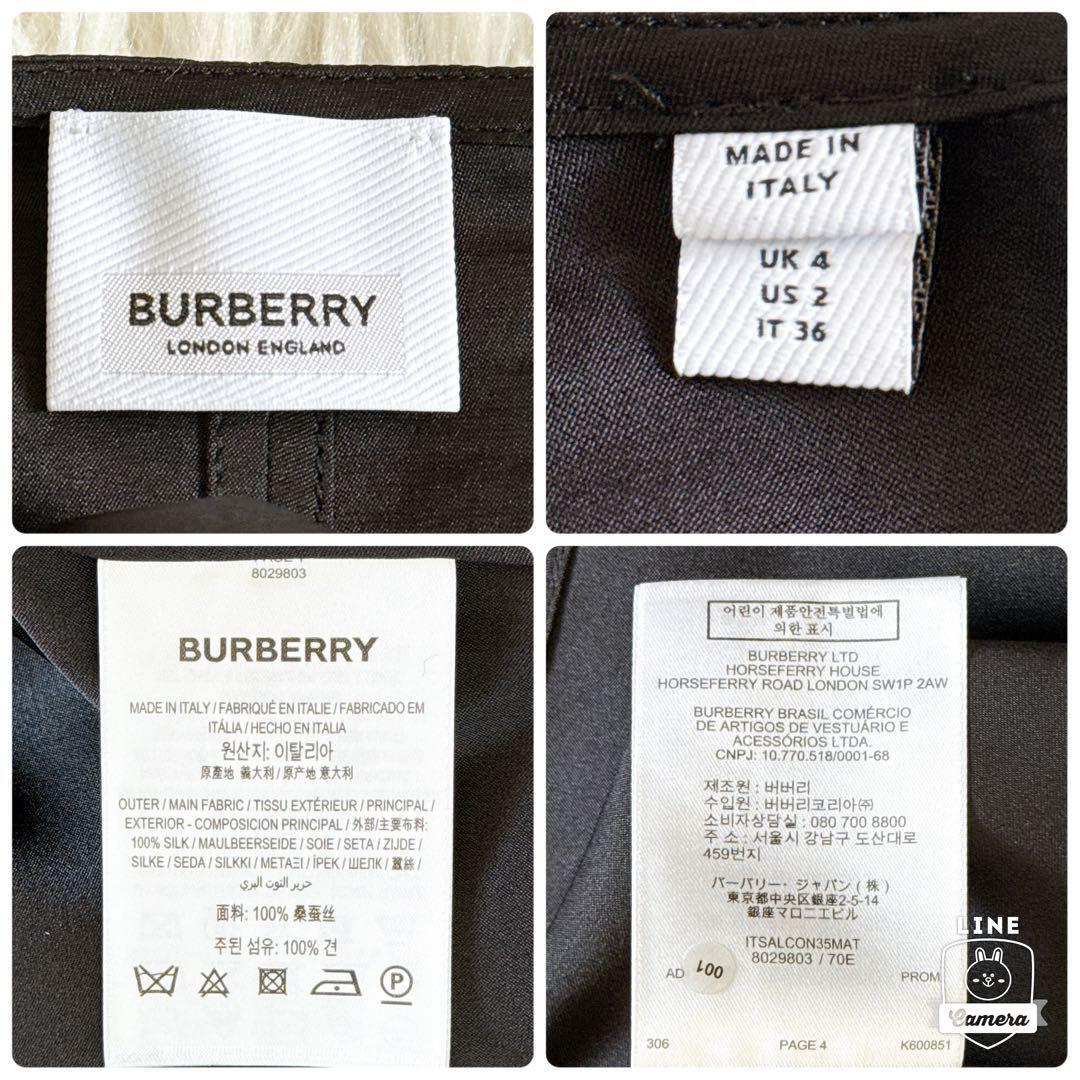 BURBERRY
LONDON ENGLAND
MADE IN
ITALY
UK 4
US 2
IT 36
8029803
BURBERRY
MADE IN ITALY / FABRIQUÉ EN ITALIE / FABRICADO EM
ITÁLIA / HECHO EN ITALIA
원산지: 이탈리아
原產地 義大利 / 原产地 意大利
OUTER / MAIN FABRIC / TISSU EXTÉRIEUR / PRINCIPAL /
EXTERIOR - COMPOSICION PRINCIPAL / 外部/主要布料:
100% SILK / MAULBEERSEIDE / SOIE / SETA / ZIJDE /
SILKE / SEDA / SILKKI / ΜΕΤΑΞΙ / İPEK / ШЕЛК / 蠶絲 /
حرير التوت البري
面料: 100% 桑蚕丝
주된 섬유: 100% 견
P
어린이 제품안전특별법에
의한 표시
BURBERRY LTD
HORSEFERRY HOUSE
HORSEFERRY ROAD LONDON SW1P 2AW
BURBERRY BRASIL COMÉRCIO
DE ARTIGOS DE VESTUÁRIO E
ACESSÓRIOS LTDA.
CNPJ: 10.770.518/0001-68
제조원 : 버버리
수입원 : 버버리코리아㈜
소비자상담실 : 080 700 8800
주 소 : 서울시 강남구 도산대로
459번지
バーバリー・ジャパン(株)
東京都中央区銀座2-5-14
銀座マロニエビル
ITSALCON35MAT
8029803 / 70E
AD 001 PROM
306 PAGE 4 K600851
LINE
Camera